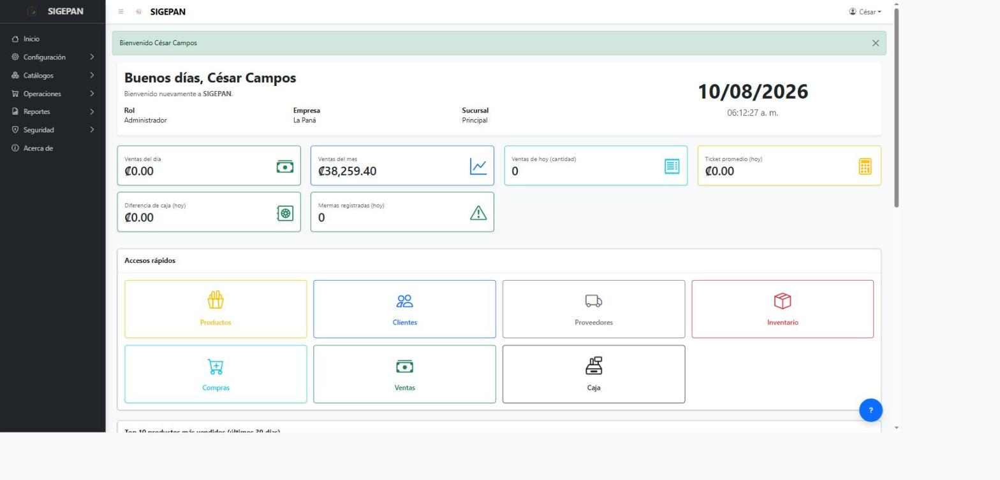 SIGEPAN
SIGEPAN
César
Inicio
Configuración
Catálogos
Operaciones
Reportes
Seguridad
Acerca de
Bienvenido César Campos
Buenos días, César Campos
Bienvenido nuevamente a SIGEPAN.
Rol
Administrador
Empresa
La Paná
Sucursal
Principal
10/08/2026
06:12:27 a. m.
Ventas del día
₡0.00
Ventas del mes
₡38,259.40
Ventas de hoy (cantidad)
0
Ticket promedio (hoy)
₡0.00
Diferencia de caja (hoy)
₡0.00
Mermas registradas (hoy)
0
Accesos rápidos
Productos
Clientes
Proveedores
Inventario
Compras
Ventas
Caja
?
Top 10 productos más vendidos (últimos 30 días)